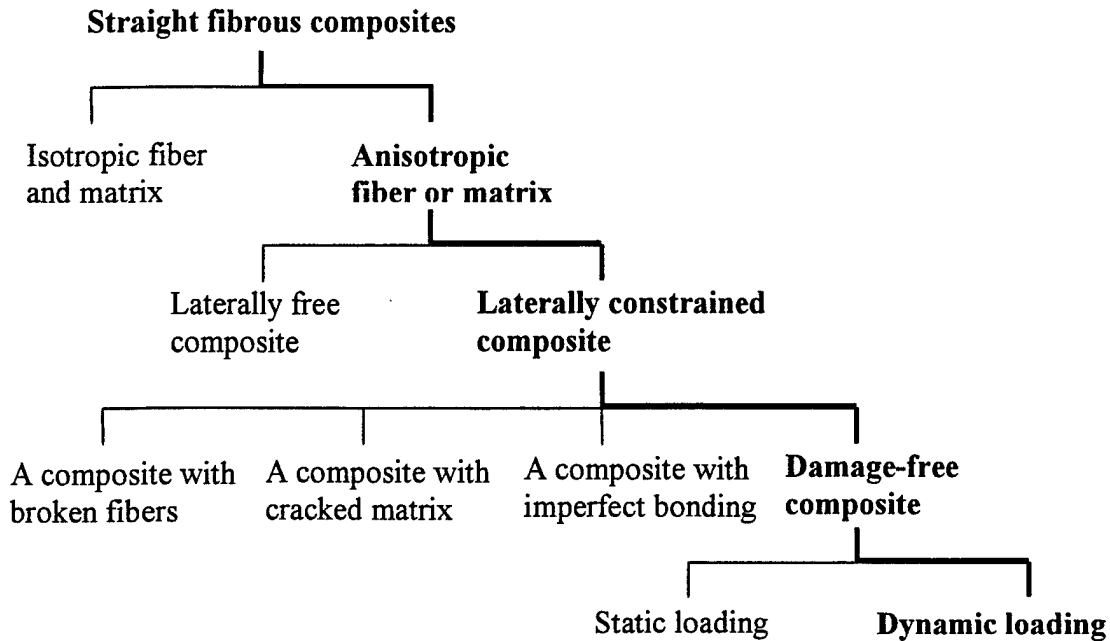 Straight fibrous composites
Isotropic fiber
and matrix
Anisotropic
fiber or matrix
Laterally free
composite
Laterally constrained
composite
A composite with
broken fibers
A composite with
cracked matrix
A composite with
imperfect bonding
Damage-free
composite
Static loading
Dynamic loading